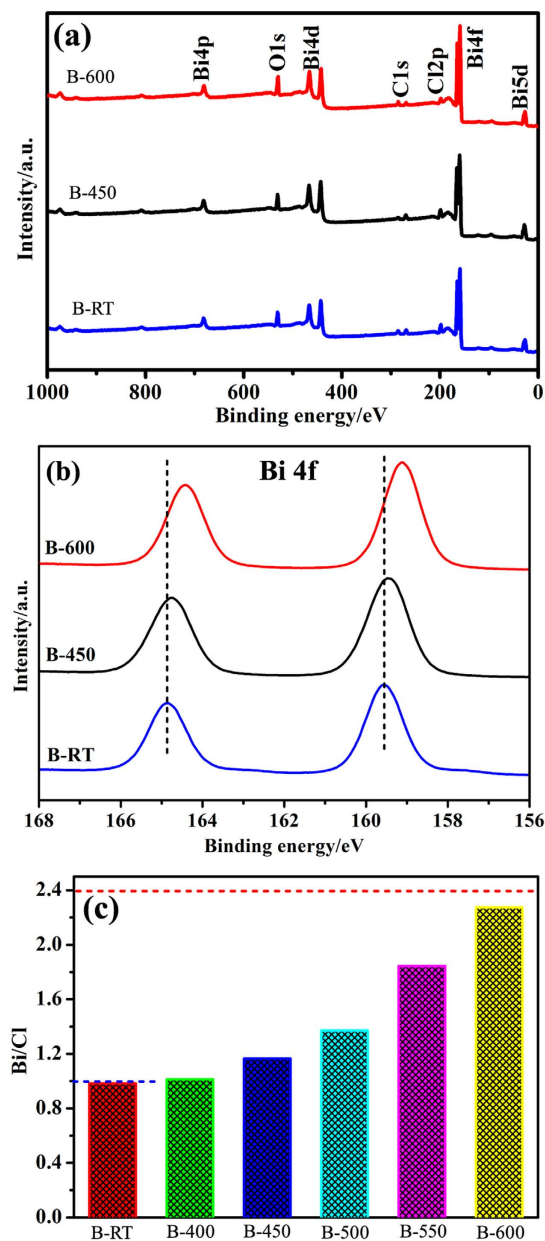 (a)
B-600
B-450
B-RT
Bi4p
O1s
Bi4d
C1s
Cl2p
Bi4f
Bi5d
Intensity/a.u.
1000 800 600 400 200 0
Binding energy/eV
(b)
Bi 4f
B-600
B-450
B-RT
Intensity/a.u.
168 166 164 162 160 158 156
Binding energy/eV
(c)
2.4
2.0
1.6
1.2
0.8
0.4
0.0
Bi/Cl
B-RT B-400 B-450 B-500 B-550 B-600